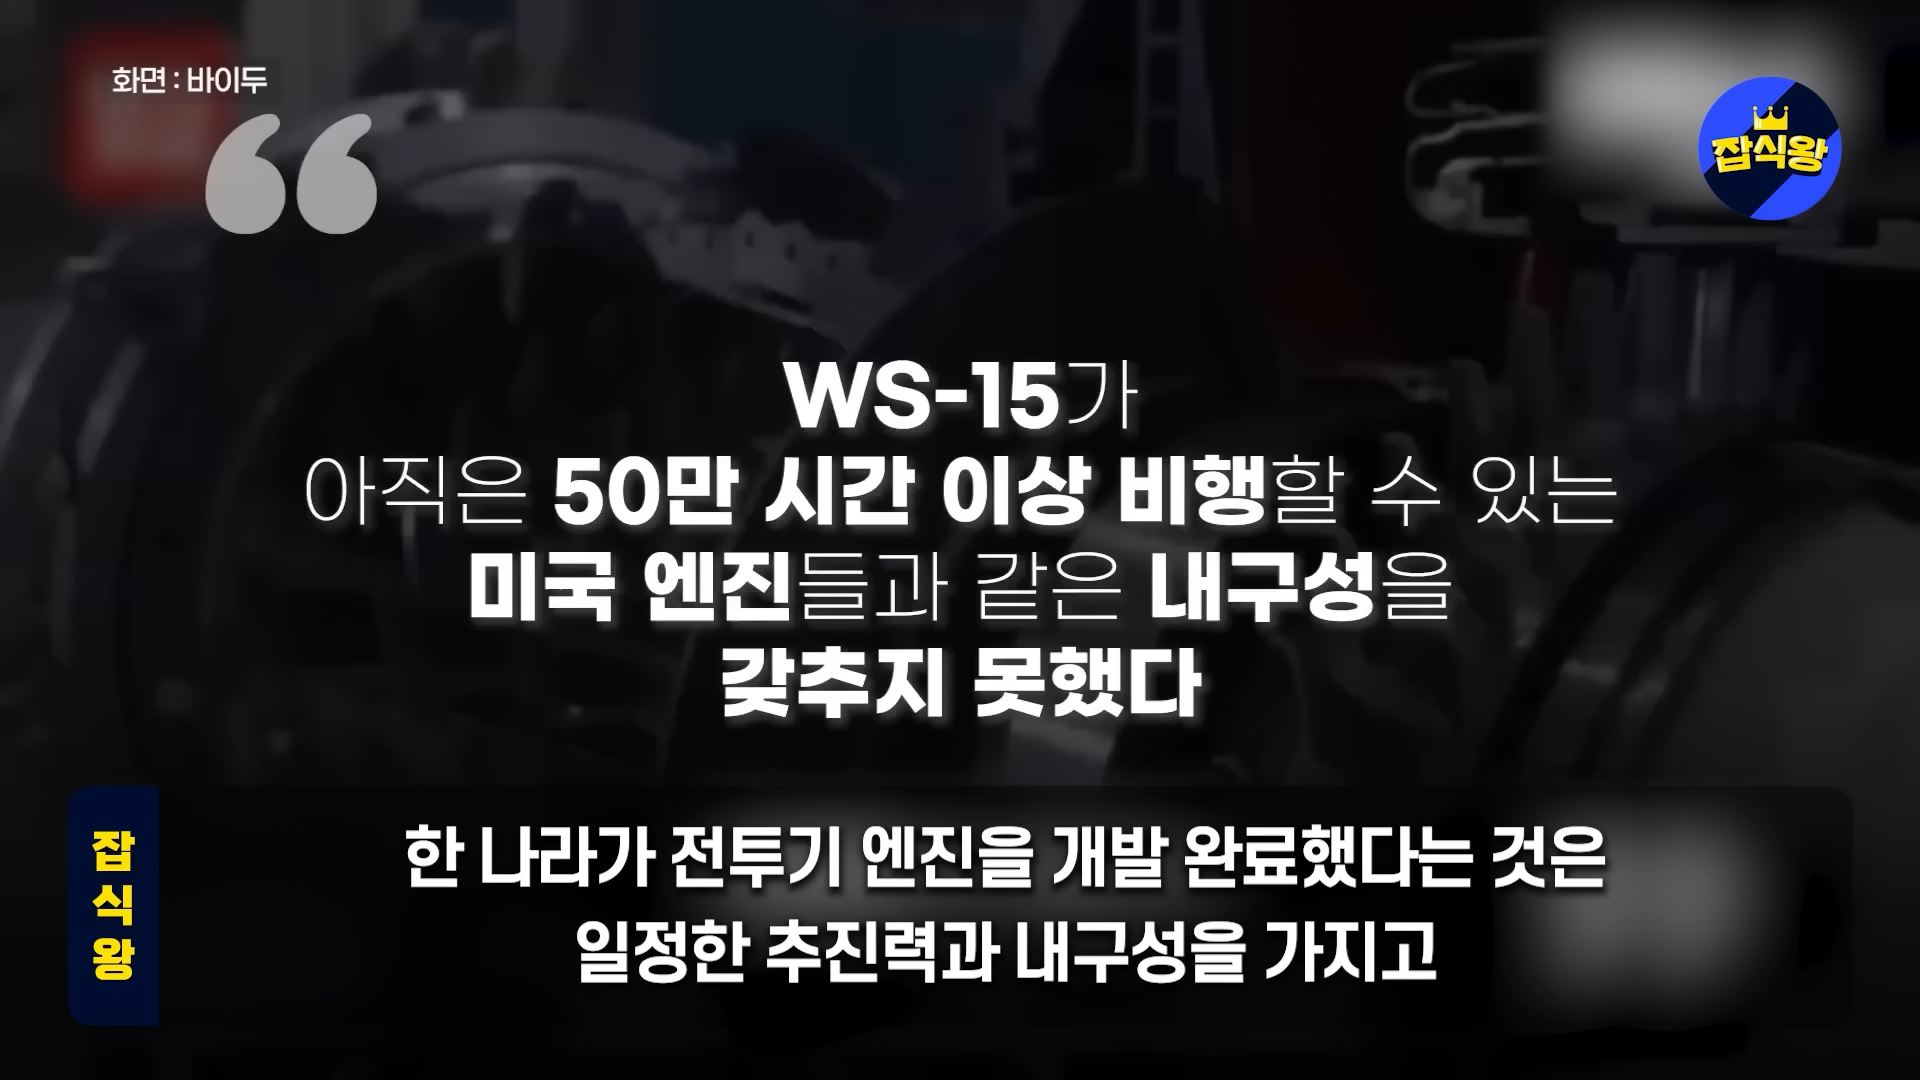 화면 : 바이두
잡식왕
WS-15가
아직은 50만 시간 이상 비행할 수 있는
미국 엔진들과 같은 내구성을
갖추지 못했다
잡식왕
한 나라가 전투기 엔진을 개발 완료했다는 것은
일정한 추진력과 내구성을 가지고